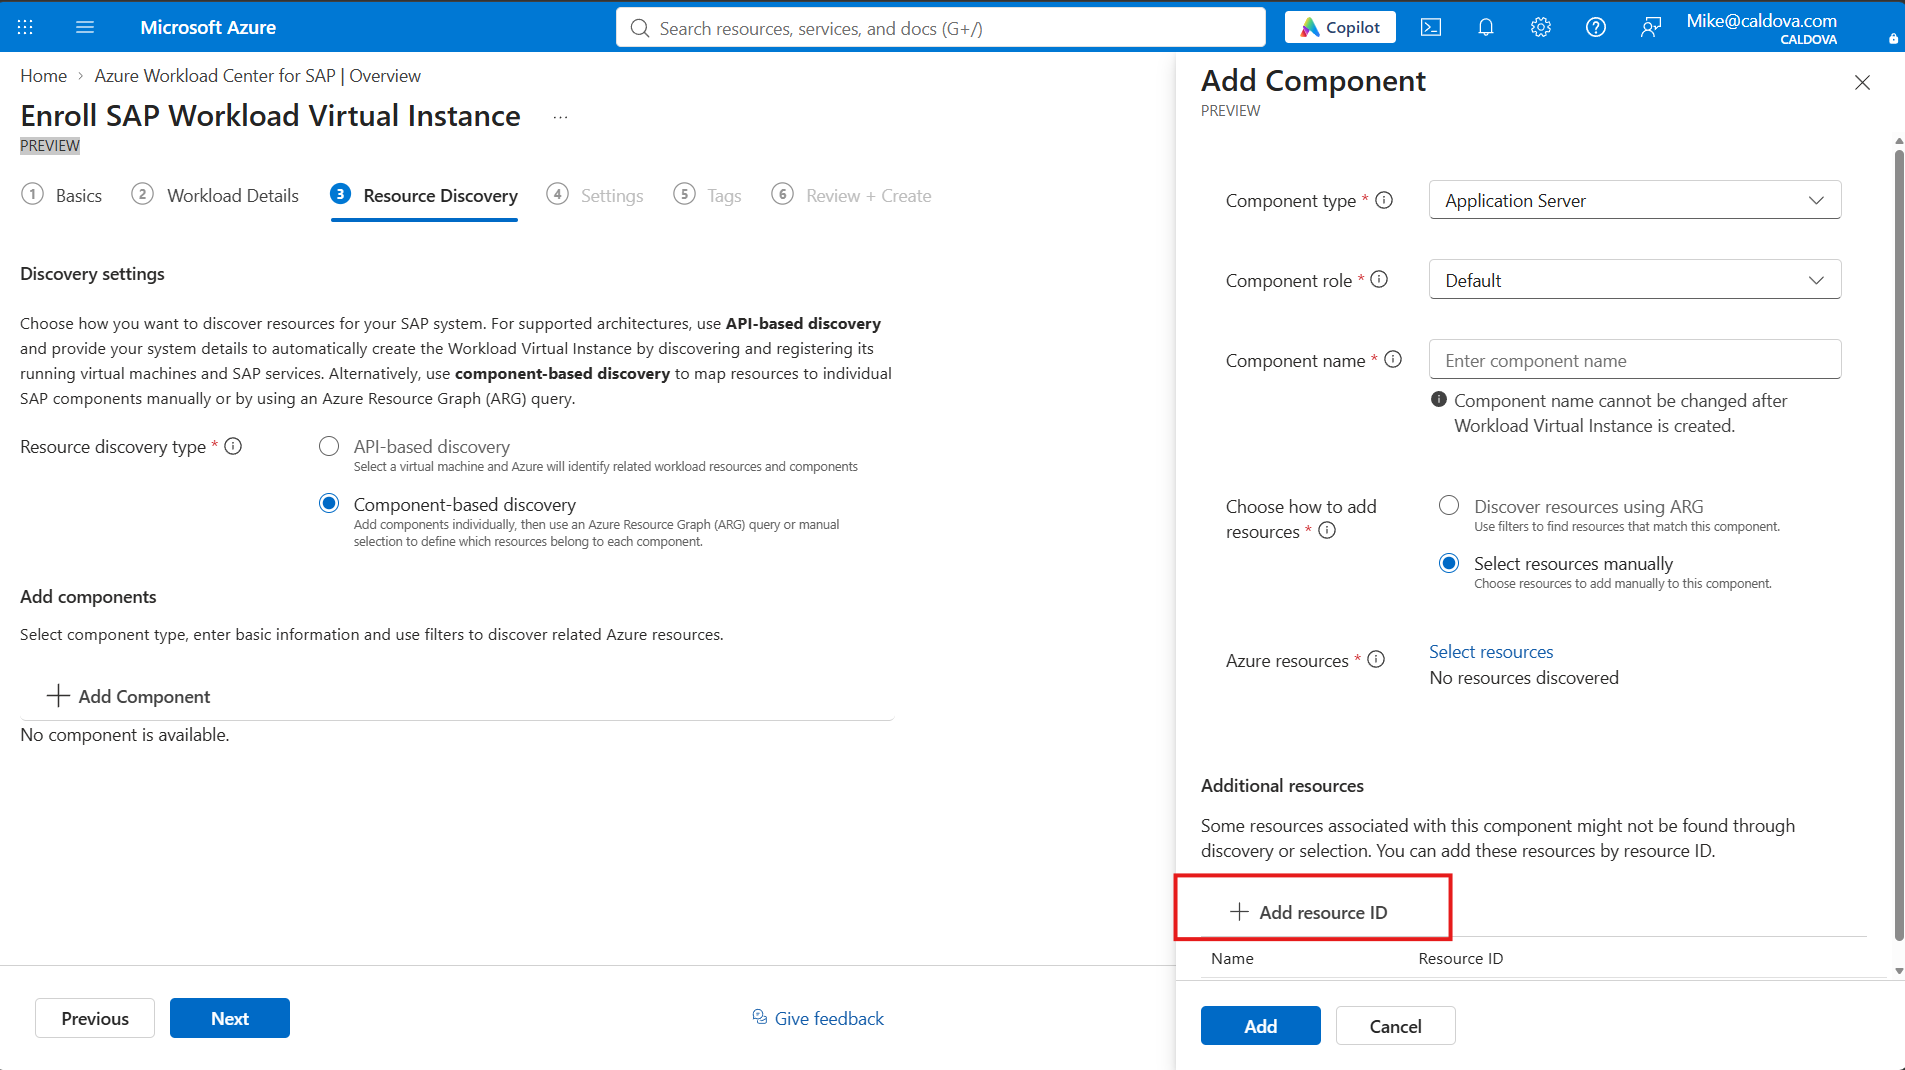 Microsoft Azure
Search resources, services, and docs (G+/)
Copilot
Mike@caldova.com
CALDOVA
Home › Azure Workload Center for SAP | Overview
Enroll SAP Workload Virtual Instance ...
PREVIEW
1 Basics
2 Workload Details
3 Resource Discovery
4 Settings
5 Tags
6 Review + Create
Discovery settings
Choose how you want to discover resources for your SAP system. For supported architectures, use API-based discovery
and provide your system details to automatically create the Workload Virtual Instance by discovering and registering its
running virtual machines and SAP services. Alternatively, use component-based discovery to map resources to individual
SAP components manually or by using an Azure Resource Graph (ARG) query.
Resource discovery type *
API-based discovery
Select a virtual machine and Azure will identify related workload resources and components
Component-based discovery
Add components individually, then use an Azure Resource Graph (ARG) query or manual
selection to define which resources belong to each component.
Add components
Select component type, enter basic information and use filters to discover related Azure resources.
Add Component
No component is available.
Previous
Next
Give feedback
Add Component
PREVIEW
Component type *
Application Server
Component role *
Default
Component name *
Enter component name
Component name cannot be changed after
Workload Virtual Instance is created.
Choose how to add
resources *
Discover resources using ARG
Use filters to find resources that match this component.
Select resources manually
Choose resources to add manually to this component.
Azure resources *
Select resources
No resources discovered
Additional resources
Some resources associated with this component might not be found through
discovery or selection. You can add these resources by resource ID.
Add resource ID
Name
Resource ID
Add
Cancel